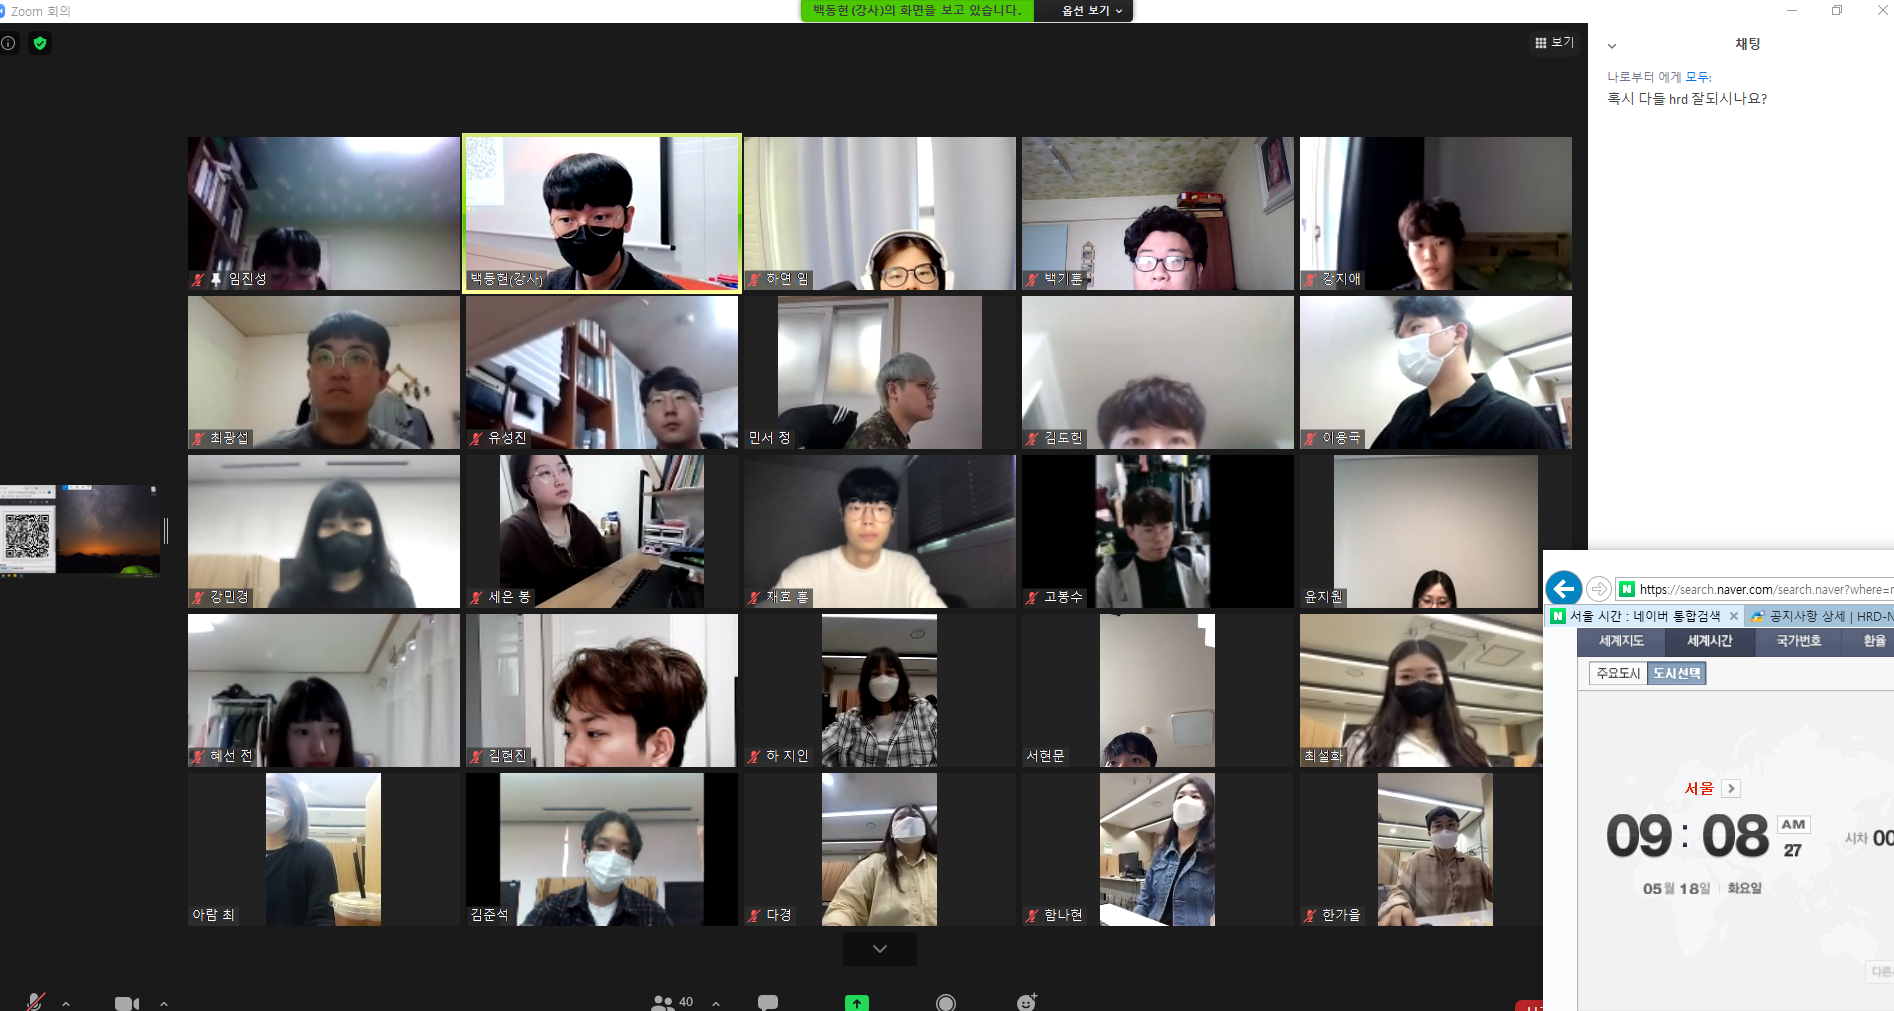 Zoom 회의
백동현(강사)의 화면을 보고 있습니다.
옵션 보기
보기
채팅
나로부터 에게 모두:
혹시 다들 hrd 잘되시나요?
임진성
백동현(강사)
하연 임
백기훈
강지애
최광섭
유성진
민서 정
김도헌
이용국
강민경
세은 봉
재효 홍
고봉수
윤지원
혜선 전
김현진
하 지인
서현문
최설화
아람 최
김준석
다경
함나현
한가을
https://search.naver.com/search.naver?where=
서울 시간 : 네이버 통합검색
공지사항 상세 | HRD-N
세계지도
세계시간
국가번호
환율
주요도시
도시선택
서울
09:08
AM
27
시차 00
05월 18일
화요일
다른
40